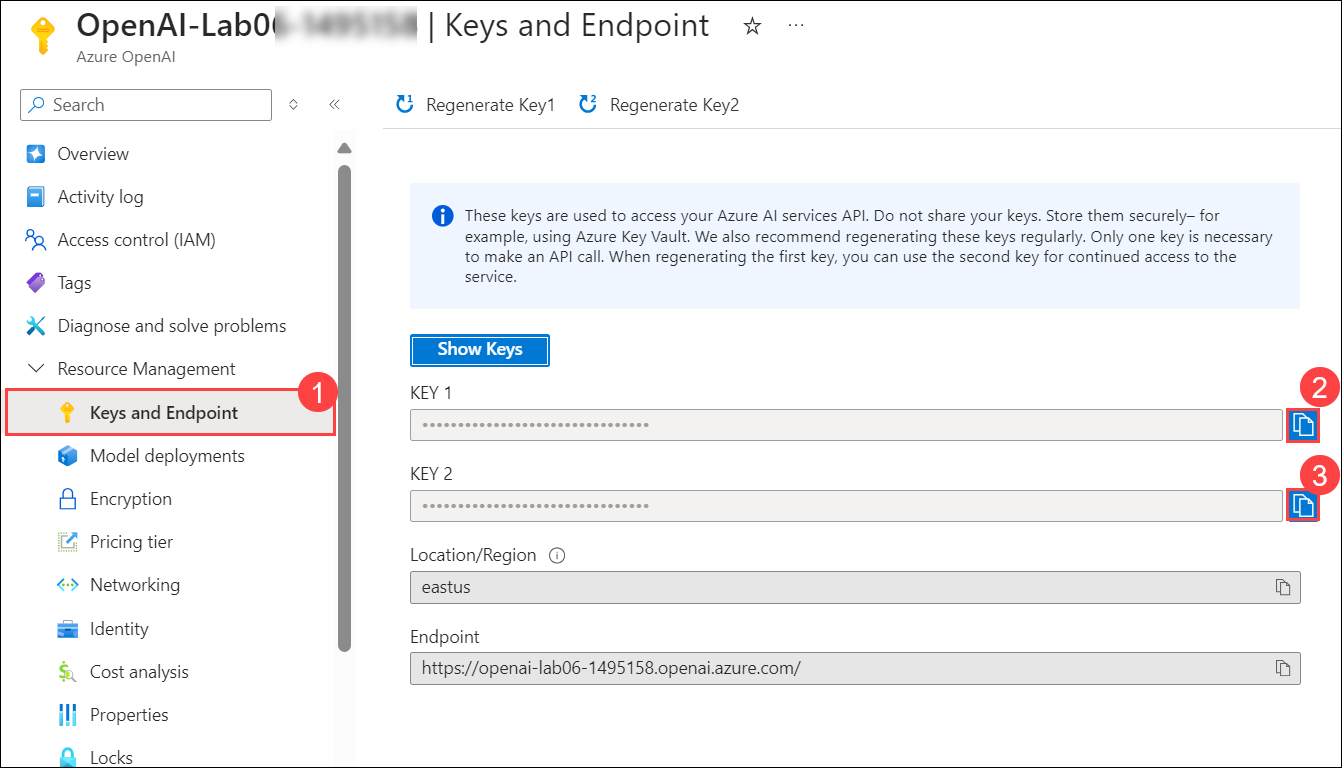 OpenAI-Lab06-1495158 | Keys and Endpoint
Azure OpenAI
Search
Regenerate Key1
Regenerate Key2
Overview
Activity log
Access control (IAM)
Tags
Diagnose and solve problems
Resource Management
Keys and Endpoint
1
Model deployments
Encryption
Pricing tier
Networking
Identity
Cost analysis
Properties
Locks
These keys are used to access your Azure AI services API. Do not share your keys. Store them securely– for
example, using Azure Key Vault. We also recommend regenerating these keys regularly. Only one key is necessary
to make an API call. When regenerating the first key, you can use the second key for continued access to the
service.
Show Keys
KEY 1
••••••••••••••••••••••••••••••••
2
KEY 2
••••••••••••••••••••••••••••••••
3
Location/Region
eastus
Endpoint
https://openai-lab06-1495158.openai.azure.com/